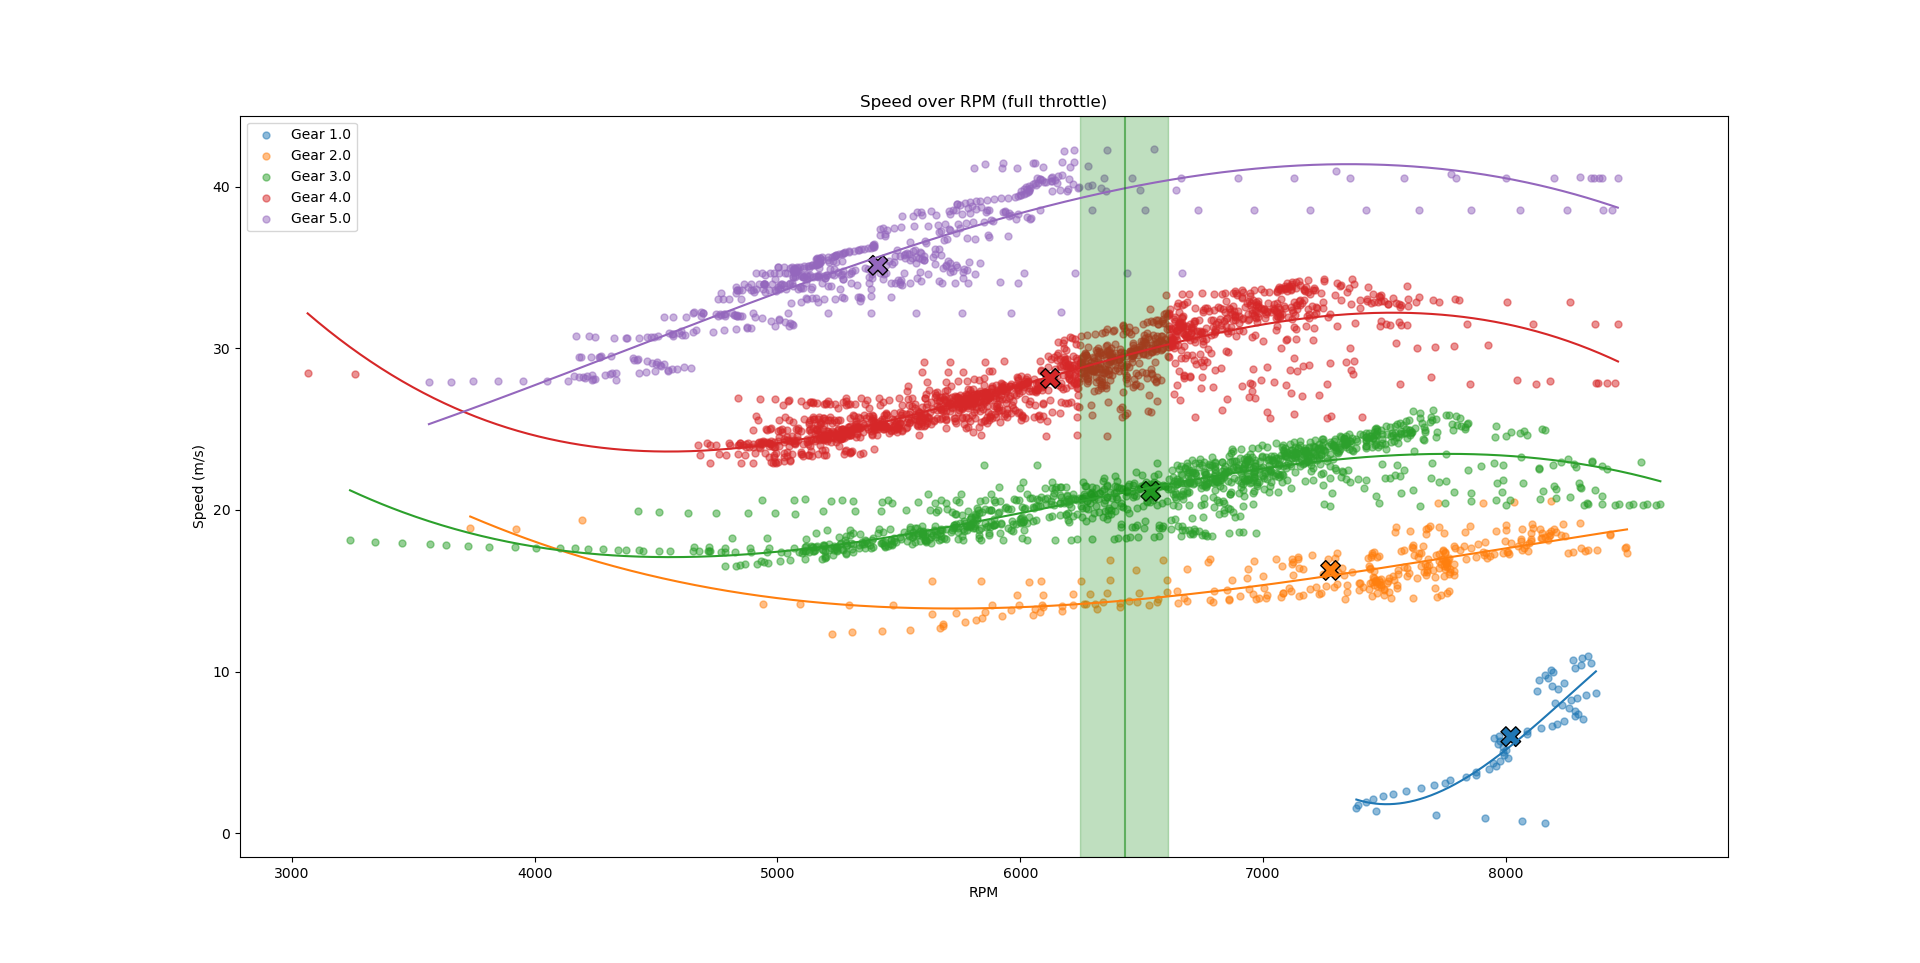 Speed over RPM (full throttle)
Gear 1.0
Gear 2.0
Gear 3.0
Gear 4.0
Gear 5.0
Speed (m/s)
40
30
20
10
0
3000 4000 5000 6000 7000 8000
RPM